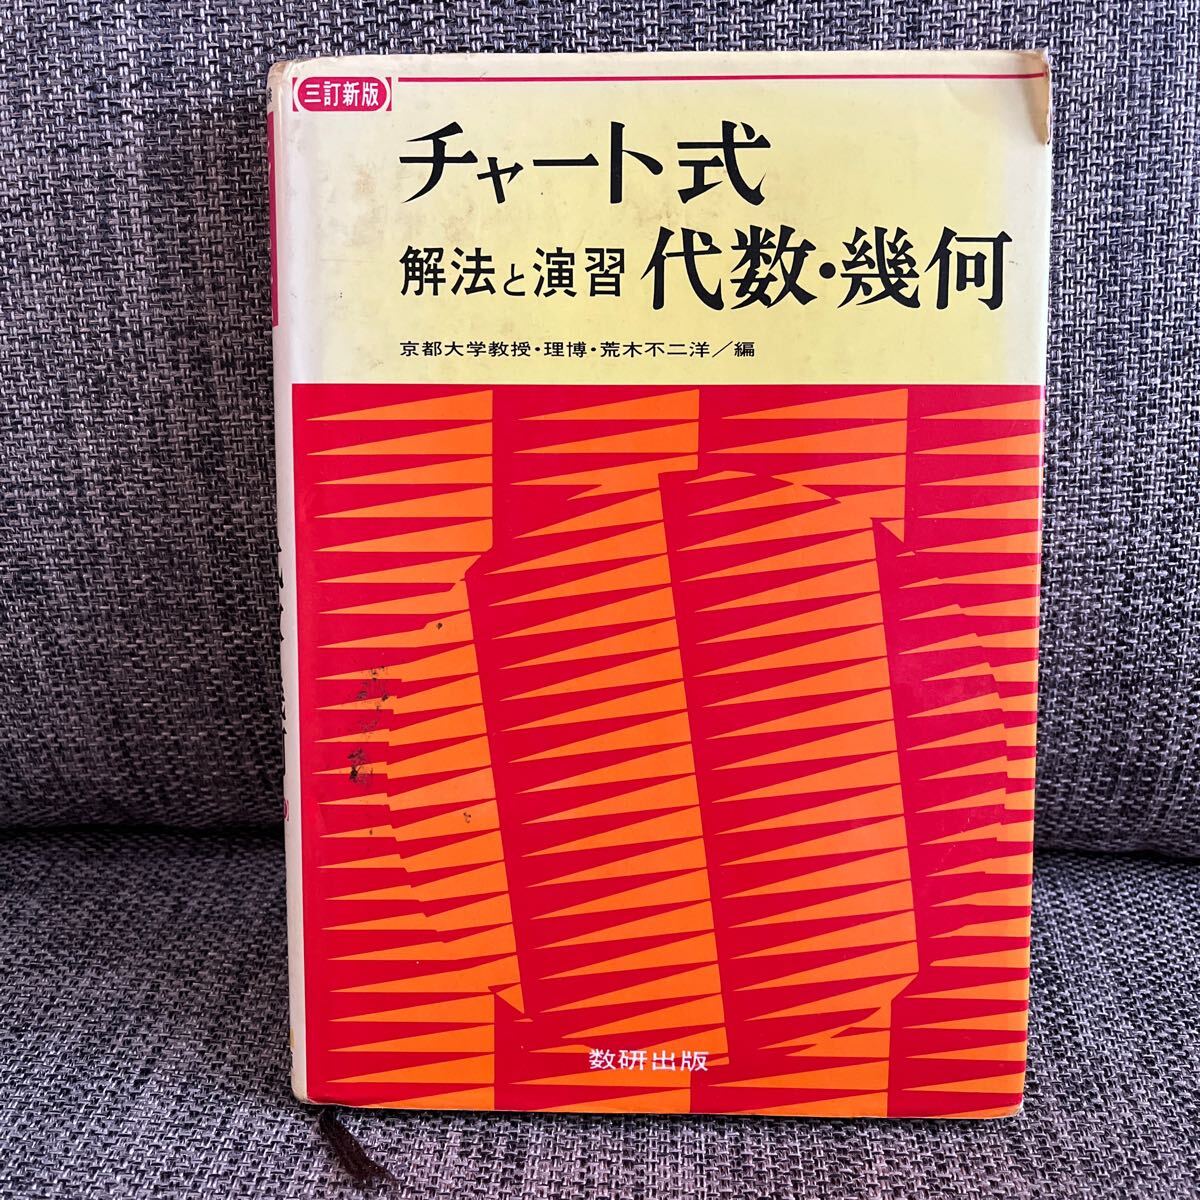 三訂新版
チャート式
解法と演習 代数・幾何
京都大学教授・理博・荒木不二洋／編
数研出版